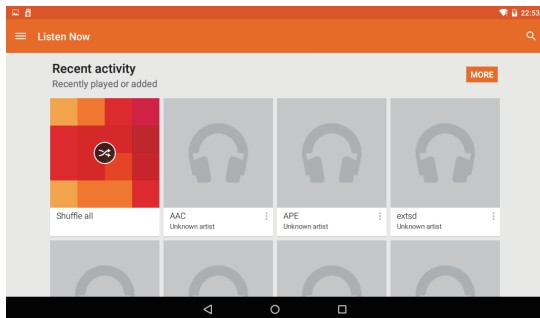 22:53
Listen Now
Recent activity
Recently played or added
MORE
Shuffle all
AAC
Unknown artist
APE
Unknown artist
extsd
Unknown artist